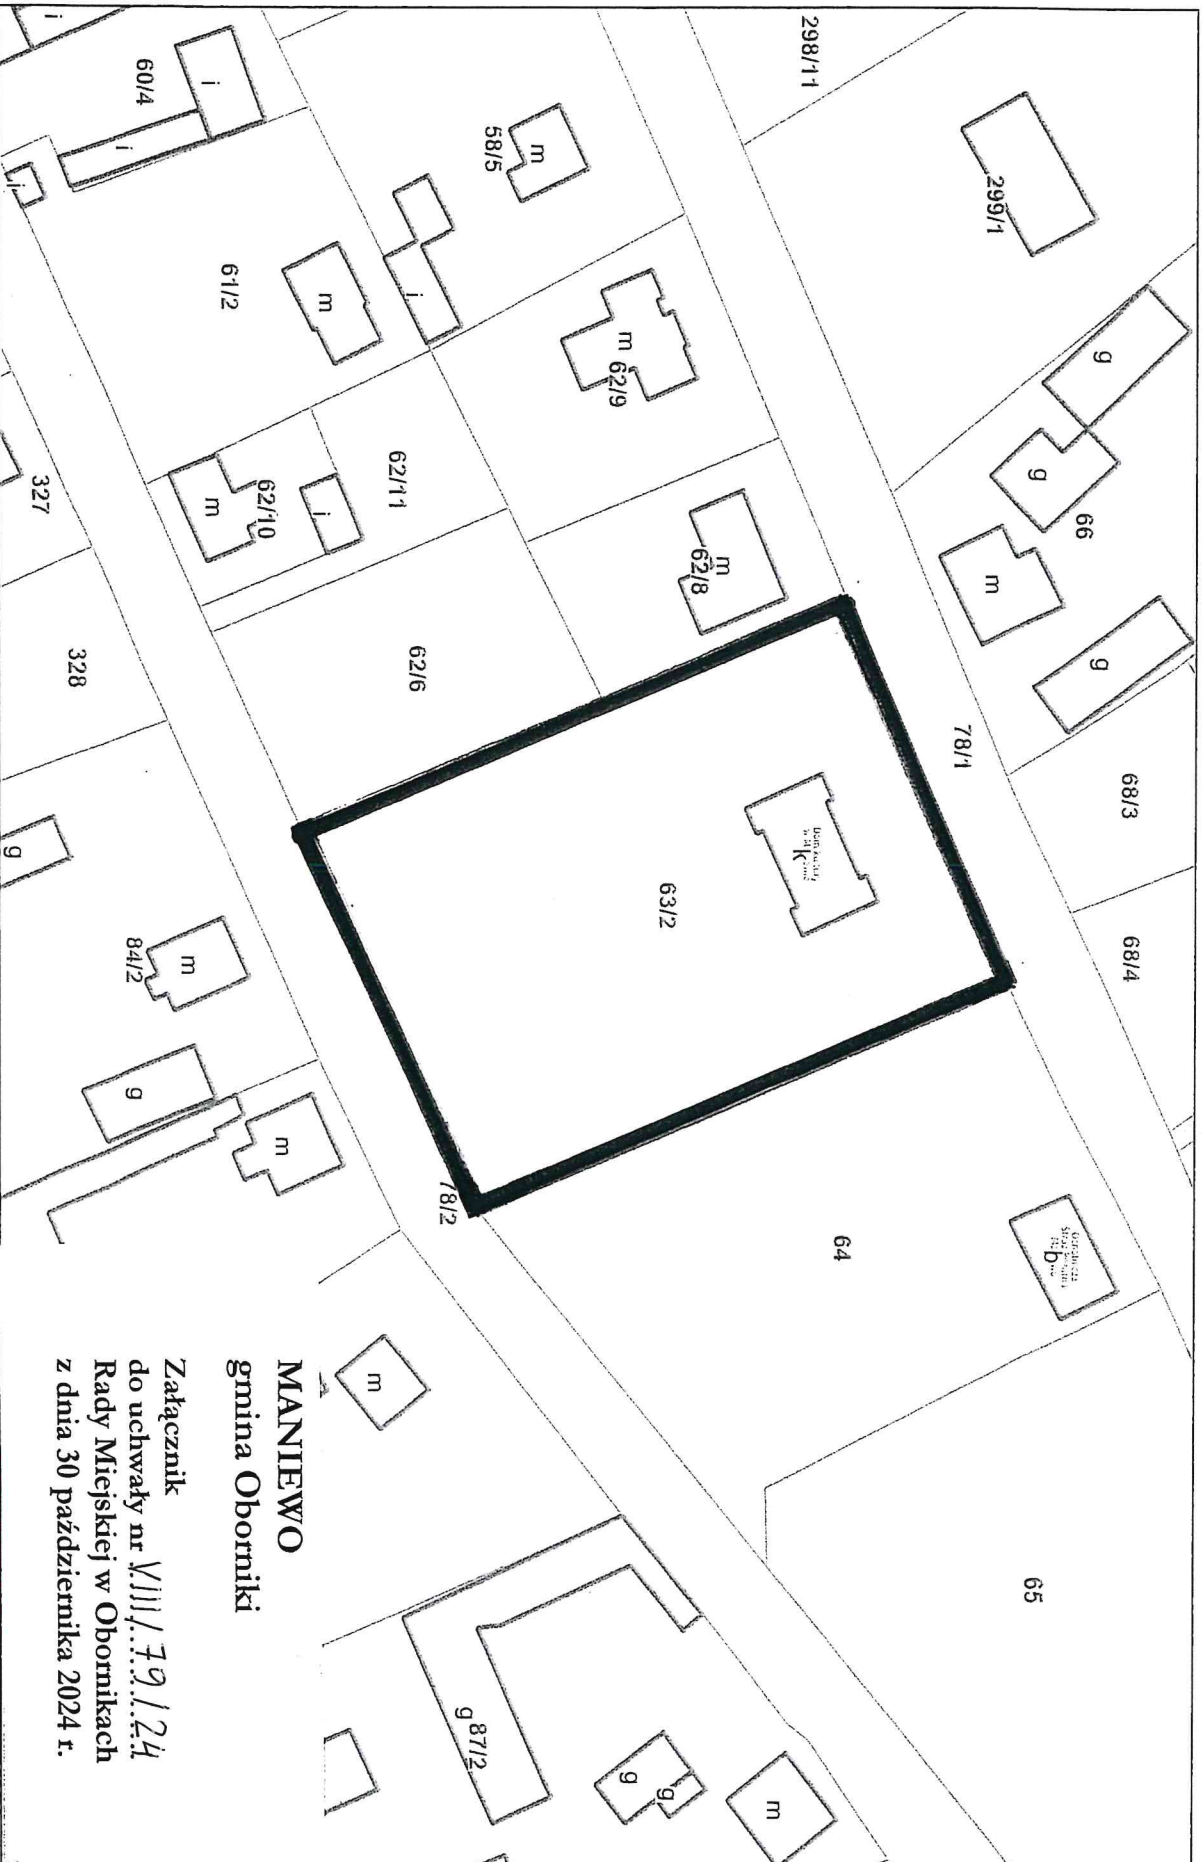 MANIEWO
gmina Oborniki
Załącznik
do uchwały nr VIII/79/24
Rady Miejskiej w Obornikach
z dnia 30 października 2024 r.
298/11
299/1
g
g
66
m
g
78/1
68/3
68/4
58/5
m
m
62/9
m
62/8
k
63/2
b
64
65
60/4
i
i
i
i
61/2
m
i
62/11
62/10
m
i
62/6
78/2
327
328
g
84/2
m
g
m
m
g
87/2
g
g
m